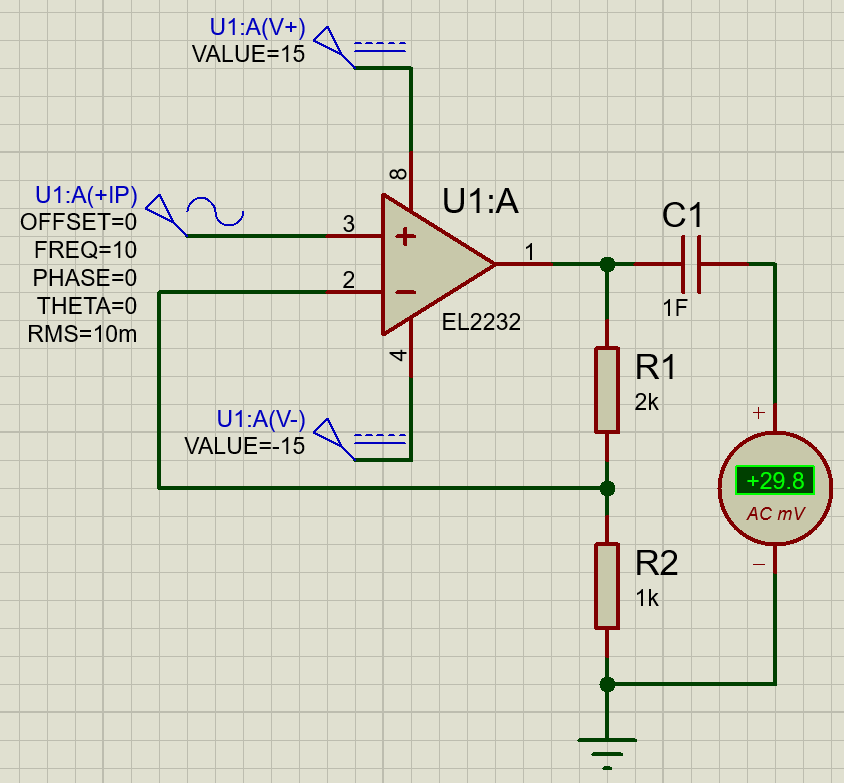 U1:A(V+)
VALUE=15
8
U1:A
U1:A(+IP)
OFFSET=0
FREQ=10
PHASE=0
THETA=0
RMS=10m
3
+
2
−
1
C1
1F
EL2232
4
U1:A(V-)
VALUE=-15
R1
2k
+
+29.8
AC mV
−
R2
1k